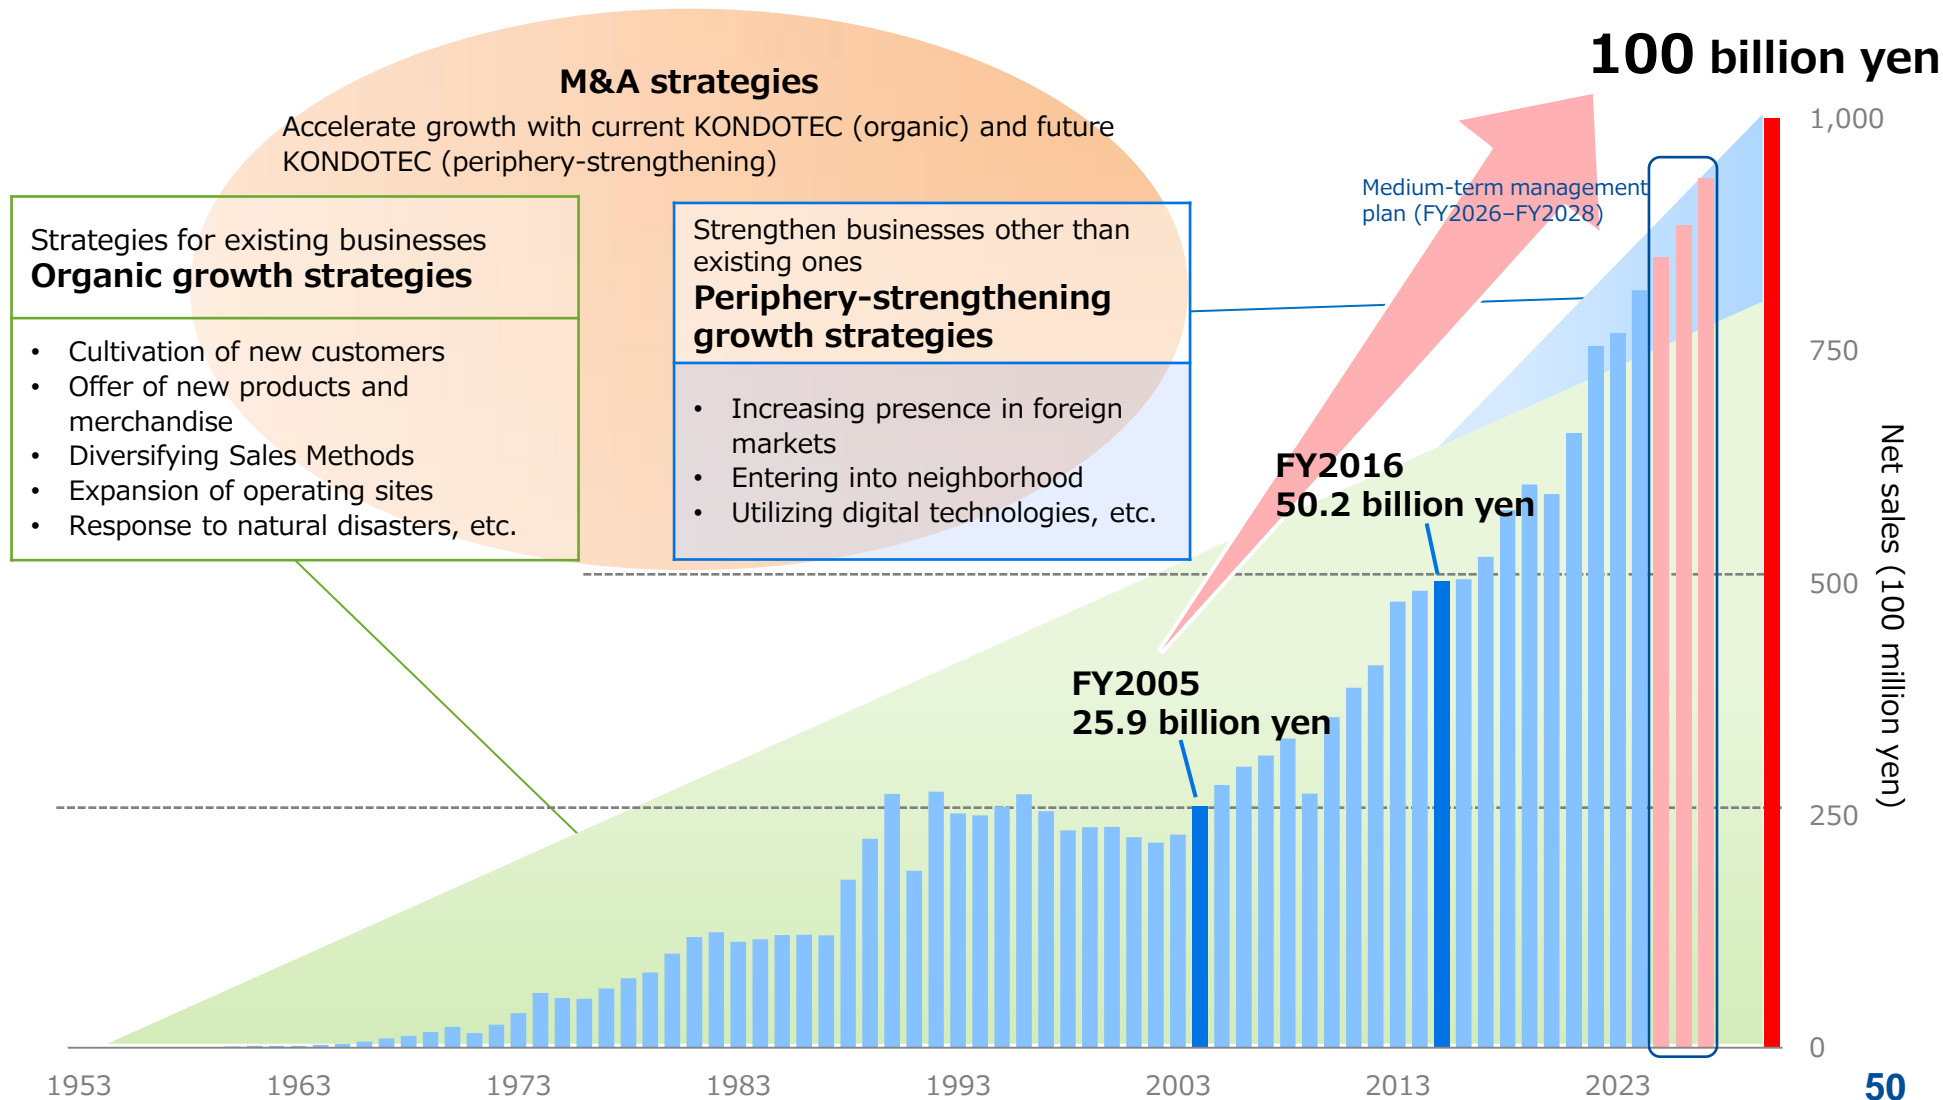 100 billion yen
M&A strategies
Accelerate growth with current KONDOTEC (organic) and future
KONDOTEC (periphery-strengthening)
Strategies for existing businesses
Organic growth strategies
• Cultivation of new customers
• Offer of new products and
merchandise
• Diversifying Sales Methods
• Expansion of operating sites
• Response to natural disasters, etc.
Strengthen businesses other than
existing ones
Periphery-strengthening
growth strategies
• Increasing presence in foreign
markets
• Entering into neighborhood
• Utilizing digital technologies, etc.
Medium-term management
plan (FY2026–FY2028)
FY2016
50.2 billion yen
FY2005
25.9 billion yen
1,000
750
500
250
0
Net sales (100 million yen)
1953 1963 1973 1983 1993 2003 2013 2023
50